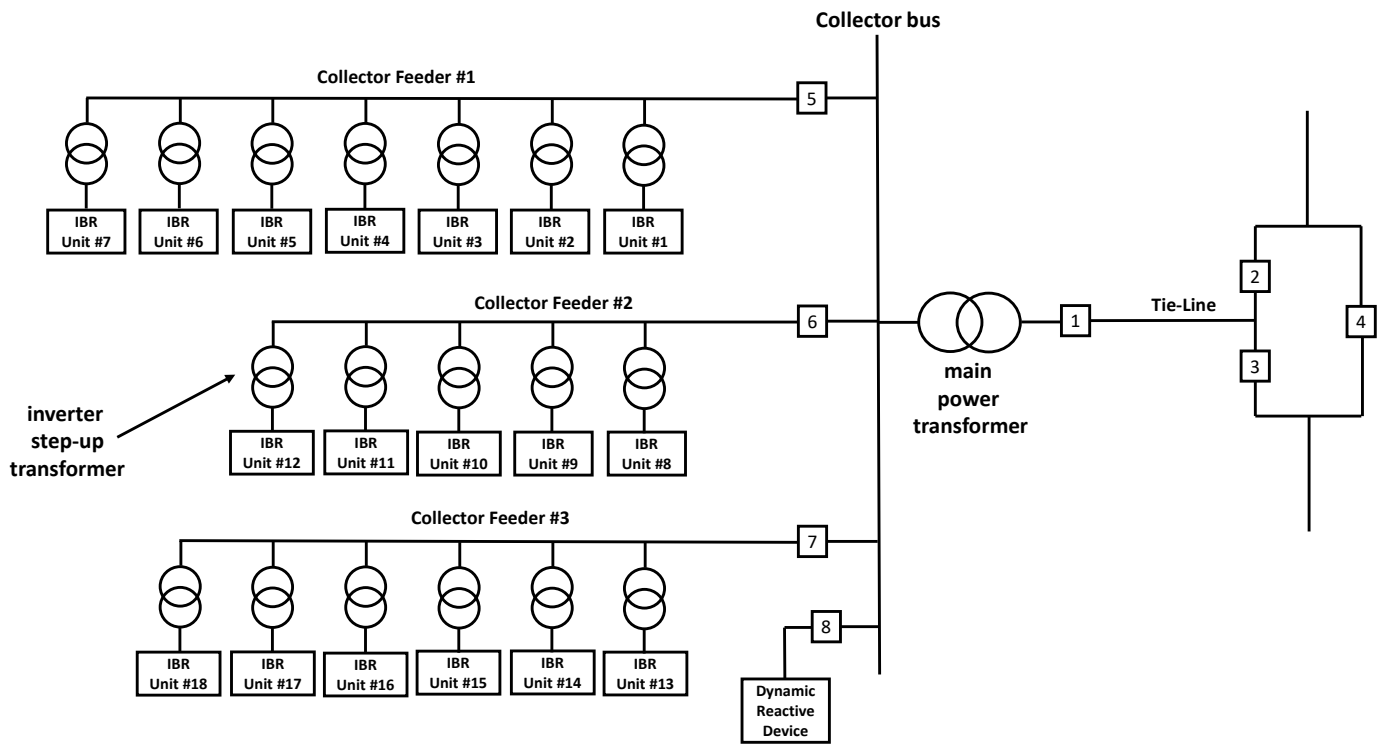 Collector bus
Collector Feeder #1
5
IBR
Unit #7
IBR
Unit #6
IBR
Unit #5
IBR
Unit #4
IBR
Unit #3
IBR
Unit #2
IBR
Unit #1
Collector Feeder #2
6
1
Tie-Line
2
3
4
main
power
transformer
inverter
step-up
transformer
IBR
Unit #12
IBR
Unit #11
IBR
Unit #10
IBR
Unit #9
IBR
Unit #8
Collector Feeder #3
7
8
IBR
Unit #18
IBR
Unit #17
IBR
Unit #16
IBR
Unit #15
IBR
Unit #14
IBR
Unit #13
Dynamic
Reactive
Device